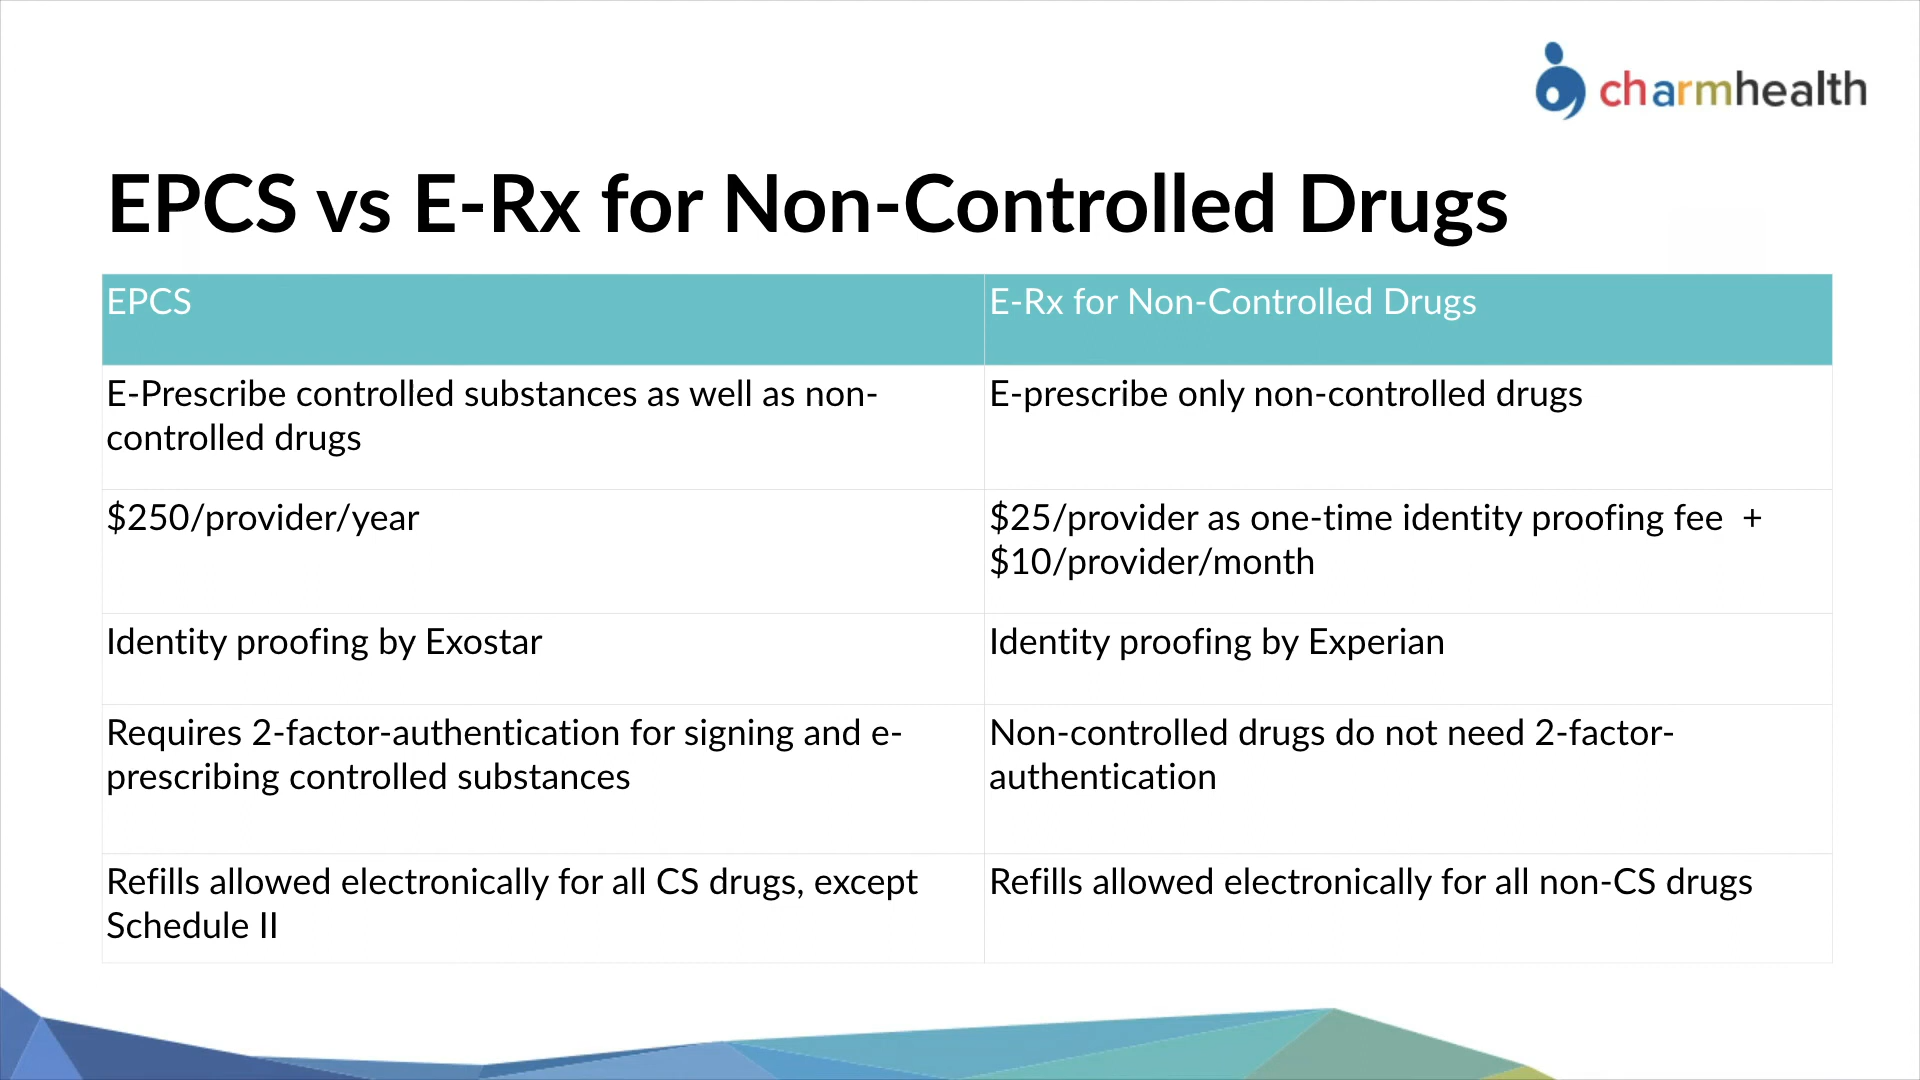 charmhealth
EPCS vs E-Rx for Non-Controlled Drugs
EPCS
E-Rx for Non-Controlled Drugs
E-Prescribe controlled substances as well as non-
controlled drugs
E-prescribe only non-controlled drugs
$250/provider/year
$25/provider as one-time identity proofing fee  +
$10/provider/month
Identity proofing by Exostar
Identity proofing by Experian
Requires 2-factor-authentication for signing and e-
prescribing controlled substances
Non-controlled drugs do not need 2-factor-
authentication
Refills allowed electronically for all CS drugs, except
Schedule II
Refills allowed electronically for all non-CS drugs